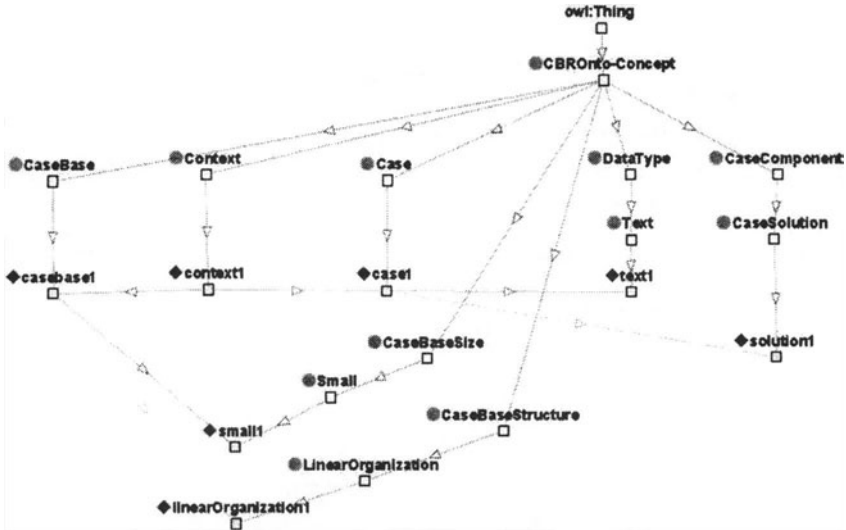 owl:Thing
CBROnto-Concept
CaseBase
Context
Case
DataType
CaseComponent
Text
CaseSolution
casebase1
context1
case1
text1
solution1
CaseBaseSize
Small
CaseBaseStructure
small1
LinearOrganization
linearOrganization1